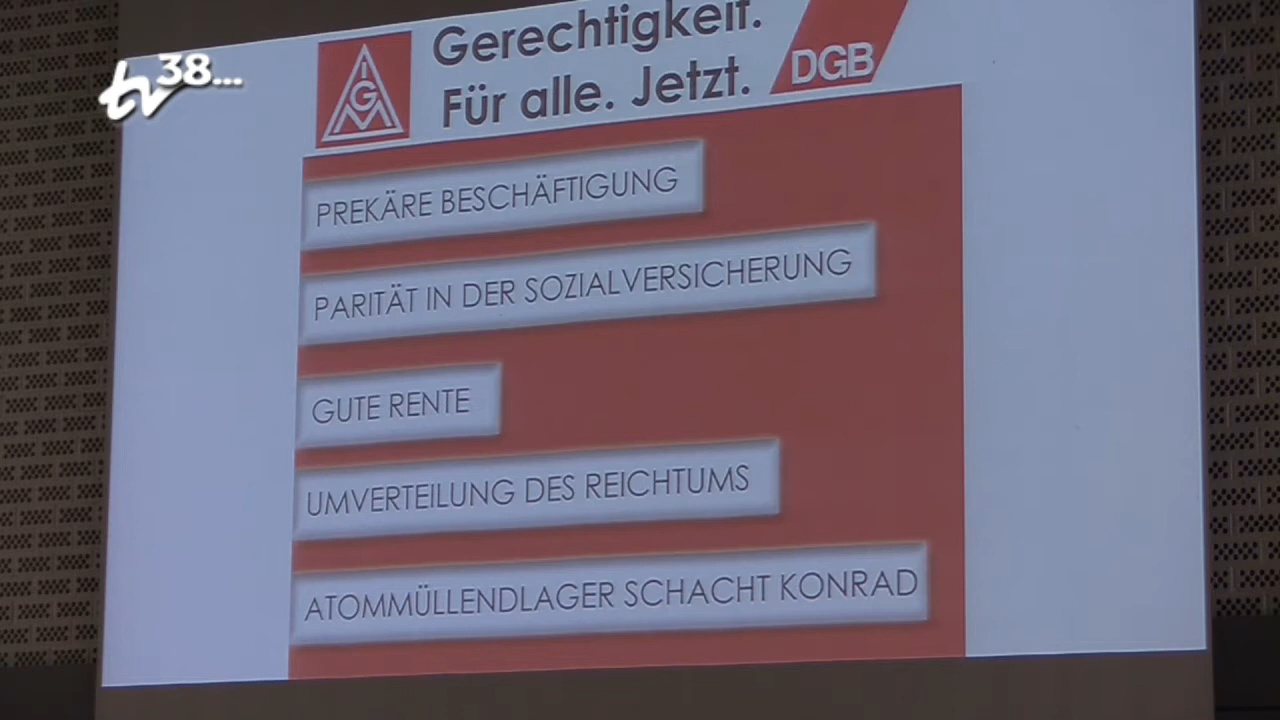 tv38...
IGM
Gerechtigkeit.
Für alle. Jetzt.
DGB
PREKÄRE BESCHÄFTIGUNG
PARITÄT IN DER SOZIALVERSICHERUNG
GUTE RENTE
UMVERTEILUNG DES REICHTUMS
ATOMMÜLLENDLAGER SCHACHT KONRAD